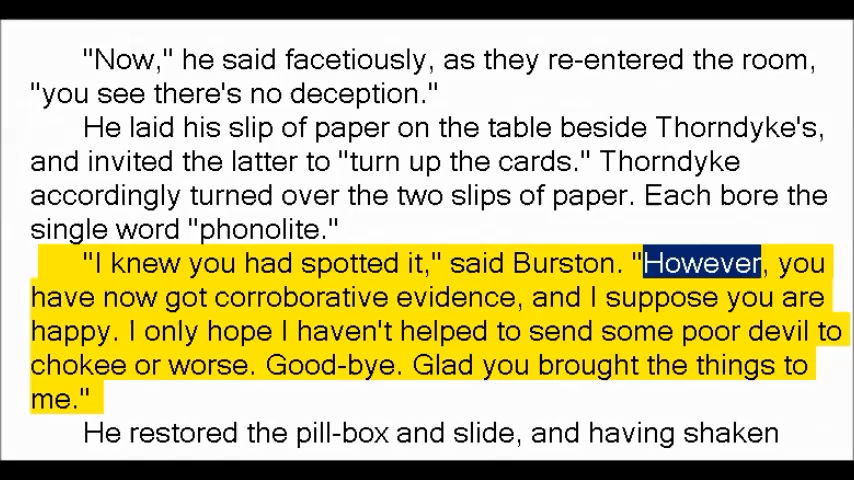 "Now," he said facetiously, as they re-entered the room,
"you see there's no deception."
He laid his slip of paper on the table beside Thorndyke's,
and invited the latter to "turn up the cards." Thorndyke
accordingly turned over the two slips of paper. Each bore the
single word "phonolite."
"I knew you had spotted it," said Burston. "However, you
have now got corroborative evidence, and I suppose you are
happy. I only hope I haven't helped to send some poor devil to
chokee or worse. Good-bye. Glad you brought the things to
me."
He restored the pill-box and slide, and having shaken